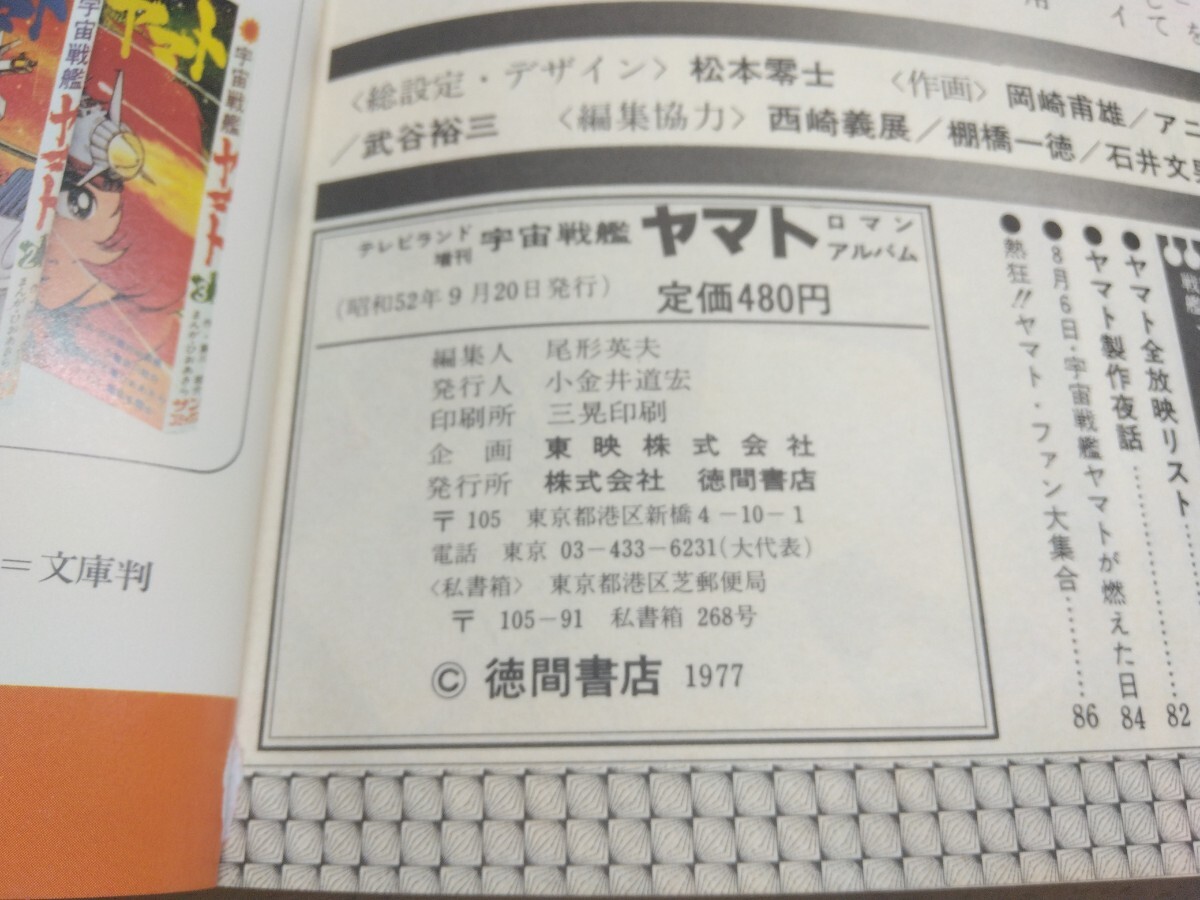 〈総設定・デザイン〉 松本零士 〈作画〉 岡崎甫雄/アニ
/武谷裕三 〈編集協力〉 西崎義展/棚橋一徳/石井文男
テレビランド増刊 宇宙戦艦 ヤマト ロマンアルバム
(昭和52年9月20日発行) 定価480円
編集人 尾形英夫
発行人 小金井道宏
印刷所 三晃印刷
企画 東映株式会社
発行所 株式会社 徳間書店
〒105 東京都港区新橋4-10-1
電話 東京 03-433-6231(大代表)
〈私書箱〉 東京都港区芝郵便局
〒 105-91 私書箱 268号
© 徳間書店 1977
●ヤマト全放映リスト……82
●ヤマト製作夜話……84
●8月6日・宇宙戦艦ヤマトが燃えた日
●熱狂!!ヤマト・ファン大集合……86
宇宙戦艦 ヤマト
宇宙戦艦 ヤマト
ヤマト
=文庫判